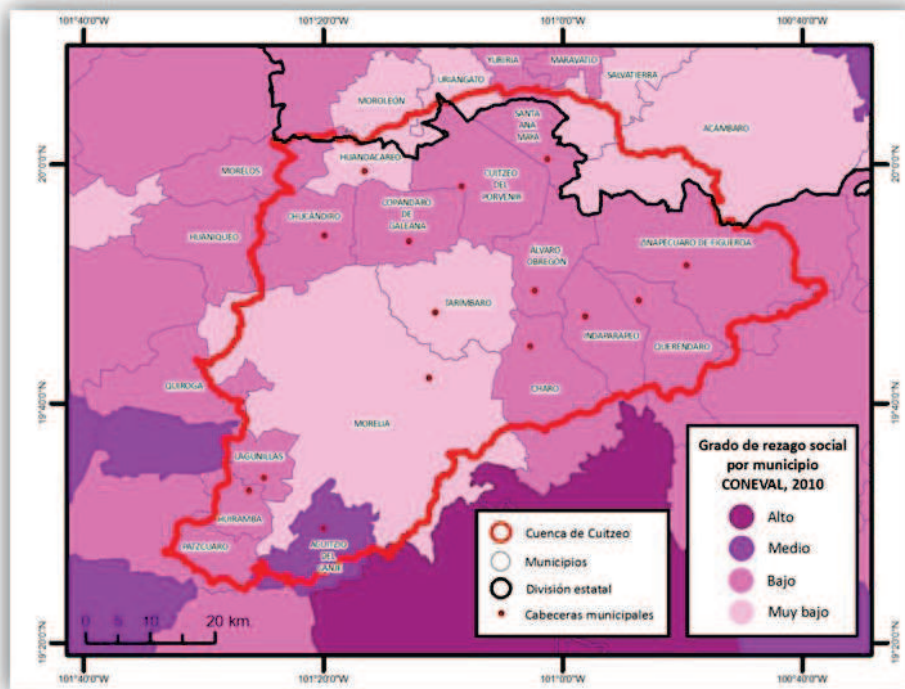 101°40'0"W 101°20'0"W 101°0'0"W 100°40'0"W
YURIRIA
MARAVATIO
URIANGATO
SALVATIERRA
MOROLEÓN
SANTA
ANA
MAYA
ACAMBARO
20°0'0"N
20°0'0"N
HUANDACAREO
MORELOS
CUITZEO
DEL
PORVENIR
COPANDARO
DE
GALEANA
CHUCÁNDIRO
HUANIQUEO
ZINAPECUARO DE FIGUEROA
ALVARO
OBREGÓN
TARIMBARO
INDAPARAPEO
QUERENDARO
QUIROGA
CHARO
19°40'0"N
19°40'0"N
MORELIA
LAGUNILLAS
HUIRAMBA
PATZCUARO
ACUITZIO
DEL
CANJE
Grado de rezago social
por municipio
CONEVAL, 2010
Alto
Medio
Bajo
Muy bajo
Cuenca de Cuitzeo
Municipios
División estatal
Cabeceras municipales
0 5 10 20 km.
19°20'0"N
19°20'0"N
101°40'0"W 101°20'0"W 101°0'0"W 100°40'0"W